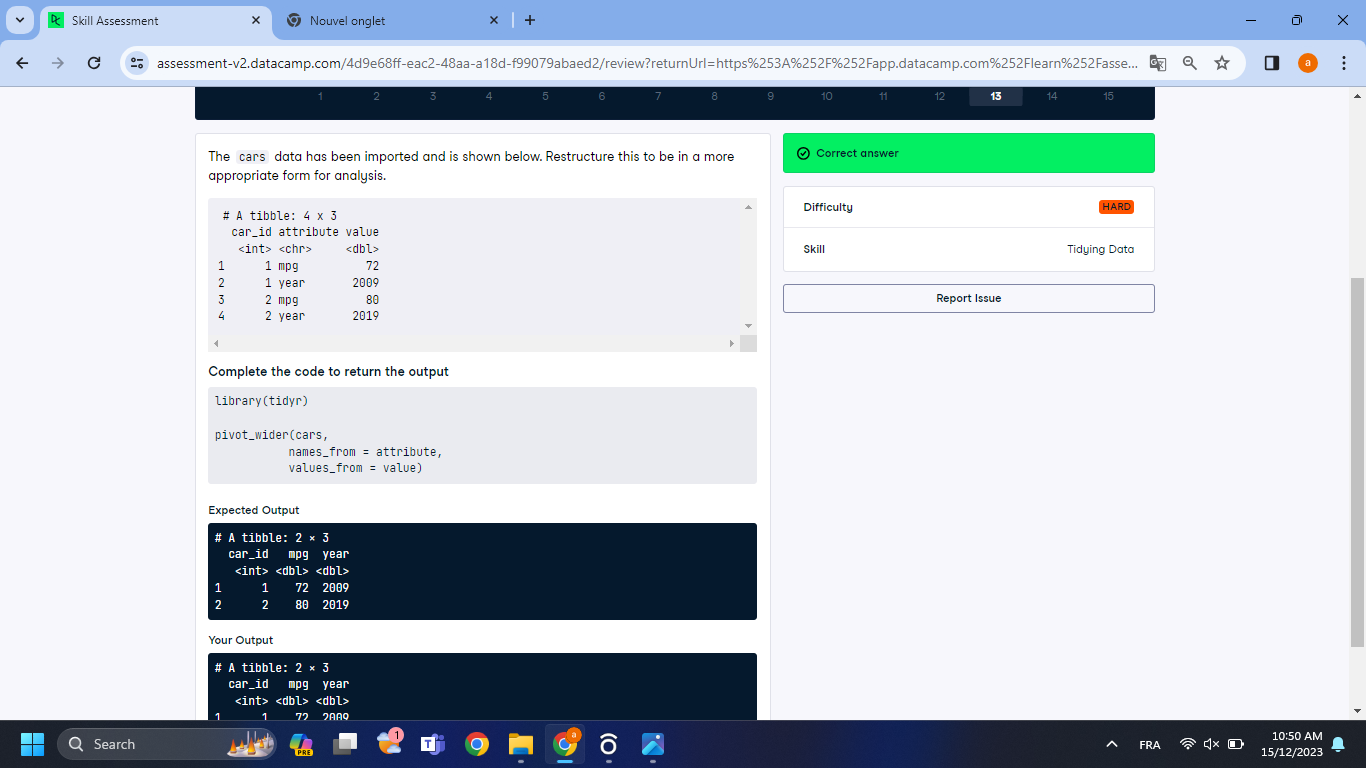 Skill Assessment
Nouvel onglet
assessment-v2.datacamp.com/4d9e68ff-eac2-48aa-a18d-f99079abaed2/review?returnUrl=https%253A%252F%252Fapp.datacamp.com%252Flearn%252Fasse...
a
1 2 3 4 5 6 7 8 9 10 11 12 13 14 15
The cars data has been imported and is shown below. Restructure this to be in a more
appropriate form for analysis.
# A tibble: 4 x 3
car_id attribute value
<int> <chr> <dbl>
1 1 mpg 72
2 1 year 2009
3 2 mpg 80
4 2 year 2019
Complete the code to return the output
library(tidyr)
pivot_wider(cars,
names_from = attribute,
values_from = value)
Expected Output
# A tibble: 2 × 3
car_id mpg year
<int> <dbl> <dbl>
1 1 72 2009
2 2 80 2019
Your Output
# A tibble: 2 × 3
car_id mpg year
<int> <dbl> <dbl>
1 1 72 2009
Correct answer
Difficulty
HARD
Skill
Tidying Data
Report Issue
Search
PRE
1
a
FRA
10:50 AM
15/12/2023